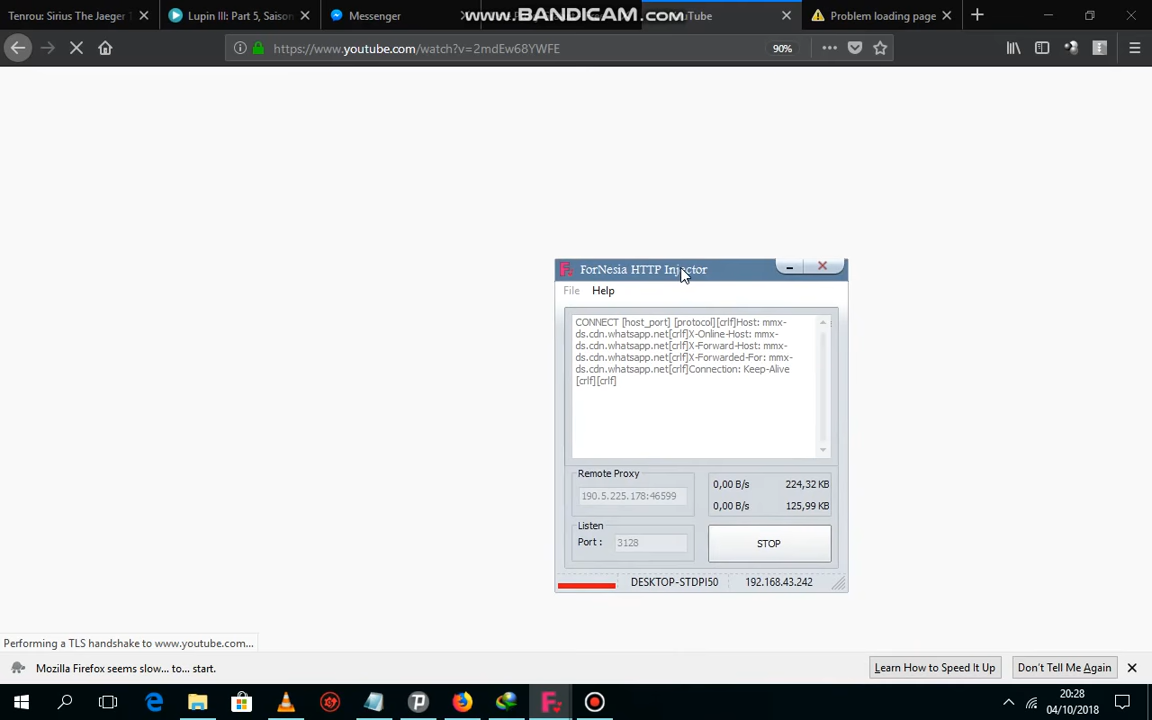 Tenrou: Sirius The Jaeger T
Lupin III: Part 5, Saison
Messenger
www.BANDICAM.com
uTube
Problem loading page
https://www.youtube.com/watch?v=2mdEw68YWFE
90%
ForNesia HTTP Injector
File Help
CONNECT [host_port] [protocol][crlf]Host: mmx-
ds.cdn.whatsapp.net[crlf]X-Online-Host: mmx-
ds.cdn.whatsapp.net[crlf]X-Forward-Host: mmx-
ds.cdn.whatsapp.net[crlf]X-Forwarded-For: mmx-
ds.cdn.whatsapp.net[crlf]Connection: Keep-Alive
[crlf][crlf]
Remote Proxy
190.5.225.178:46599
0,00 B/s 224,32 KB
0,00 B/s 125,99 KB
Listen
Port : 3128
STOP
DESKTOP-STDPI50 192.168.43.242
Performing a TLS handshake to www.youtube.com...
Mozilla Firefox seems slow... to... start.
Learn How to Speed It Up
Don't Tell Me Again
20:28
04/10/2018